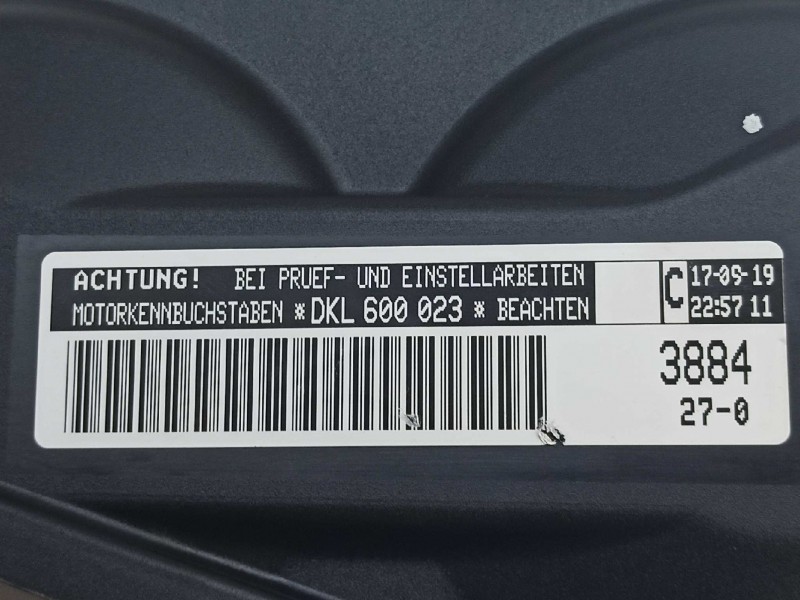 ACHTUNG! BEI PRUEF- UND EINSTELLARBEITEN
MOTORKENNBUCHSTABEN *DKL 600 023* BEACHTEN
C
17-09-19
22:57 11
3884
27-0